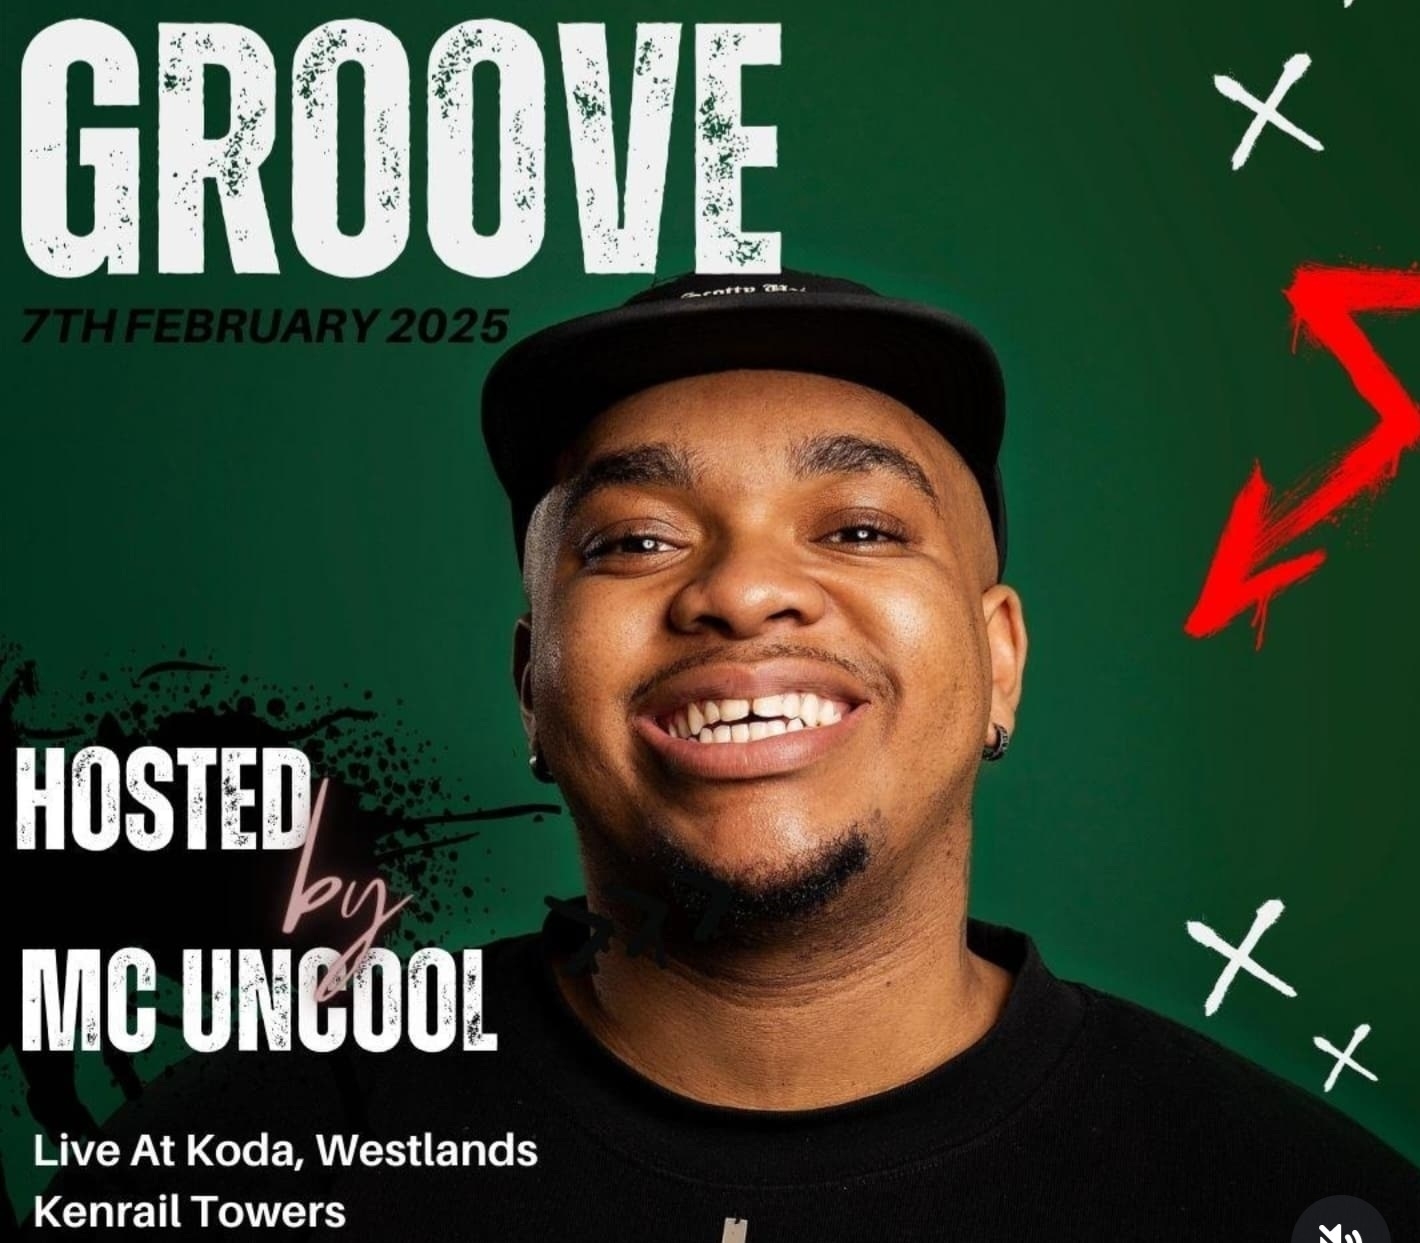 GROOVE
7TH FEBRUARY 2025
HOSTED
by
MC UNCOOL
Live At Koda, Westlands
Kenrail Towers